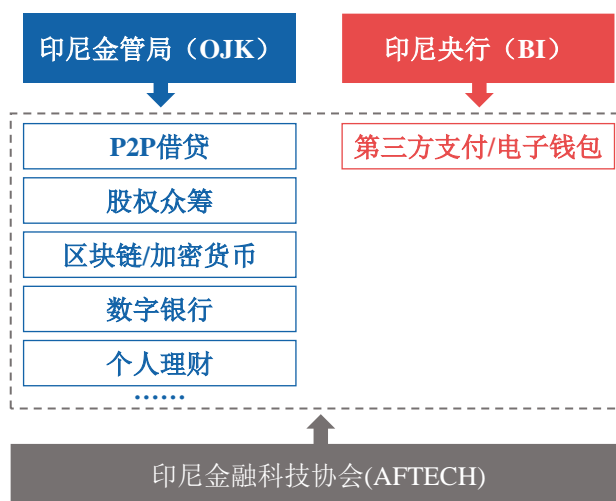 印尼金管局（OJK）
印尼央行（BI）
P2P借贷
第三方支付/电子钱包
股权众筹
区块链/加密货币
数字银行
个人理财
……
印尼金融科技协会(AFTECH)